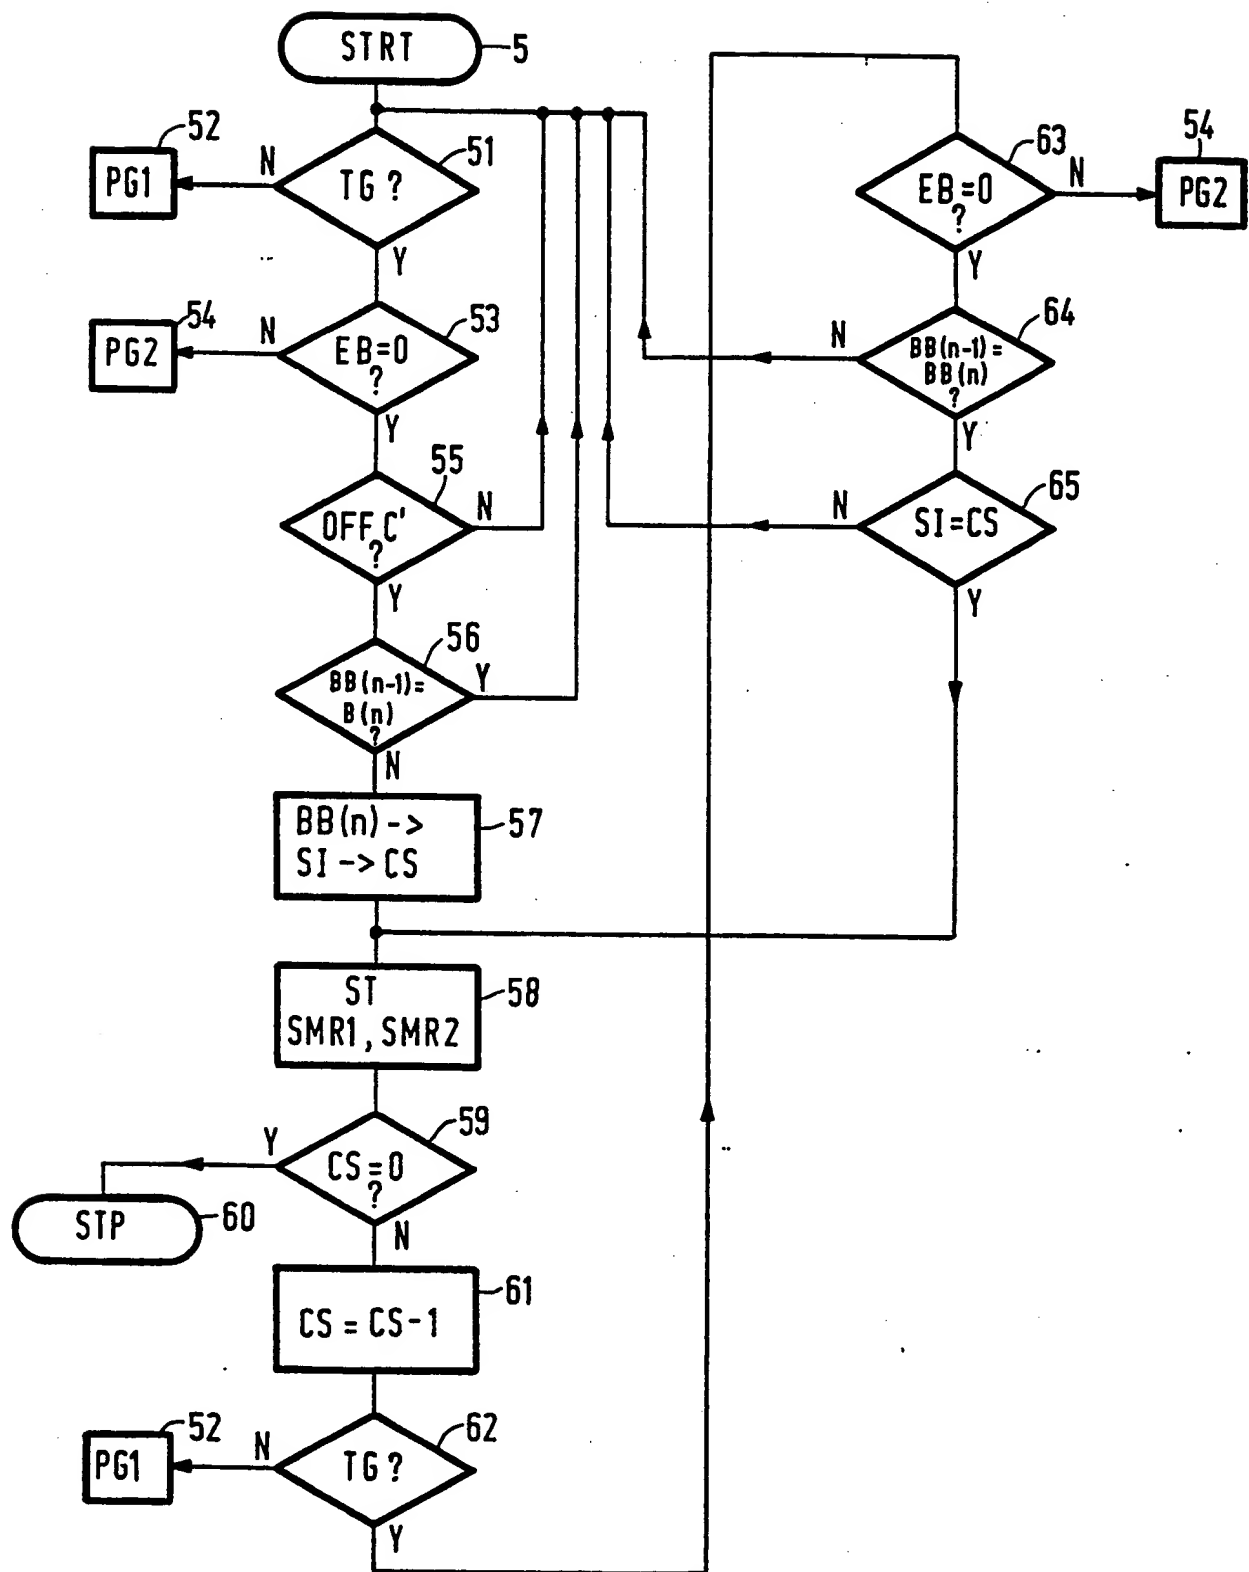 STRT
5
52
PG1
N
TG ?
51
Y
54
PG2
N
EB=0
?
53
Y
55
OFF,C'
?
N
Y
56
BB(n-1)=
B(n)
?
Y
N
BB(n) ->
SI -> CS
57
ST
SMR1, SMR2
58
59
Y
CS=0
?
STP
60
N
CS = CS-1
61
52
PG1
N
TG ?
62
Y
63
EB=0
?
N
54
PG2
Y
64
N
BB(n-1)=
BB(n)
?
Y
65
N
SI=CS
Y